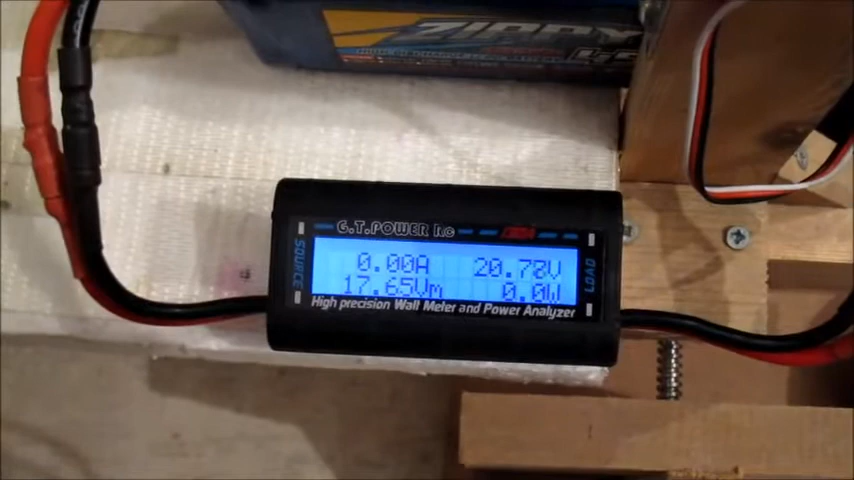 ZIPPY
G.T.POWER RC
SOURCE
0.00A 20.78V
17.65Vm 0.0W
LOAD
High precision Watt Meter and Power Analyzer